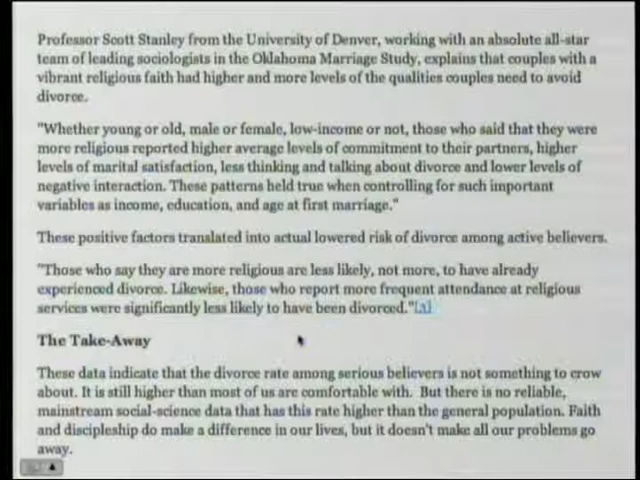 Professor Scott Stanley from the University of Denver, working with an absolute all-star
team of leading sociologists in the Oklahoma Marriage Study, explains that couples with a
vibrant religious faith had higher and more levels of the qualities couples need to avoid
divorce.
"Whether young or old, male or female, low-income or not, those who said that they were
more religious reported higher average levels of commitment to their partners, higher
levels of marital satisfaction, less thinking and talking about divorce and lower levels of
negative interaction. These patterns held true when controlling for such important
variables as income, education, and age at first marriage."
These positive factors translated into actual lowered risk of divorce among active believers.
"Those who say they are more religious are less likely, not more, to have already
experienced divorce. Likewise, those who report more frequent attendance at religious
services were significantly less likely to have been divorced."
The Take-Away
These data indicate that the divorce rate among serious believers is not something to crow
about. It is still higher than most of us are comfortable with. But there is no reliable,
mainstream social-science data that has this rate higher than the general population. Faith
and discipleship do make a difference in our lives, but it doesn't make all our problems go
away.